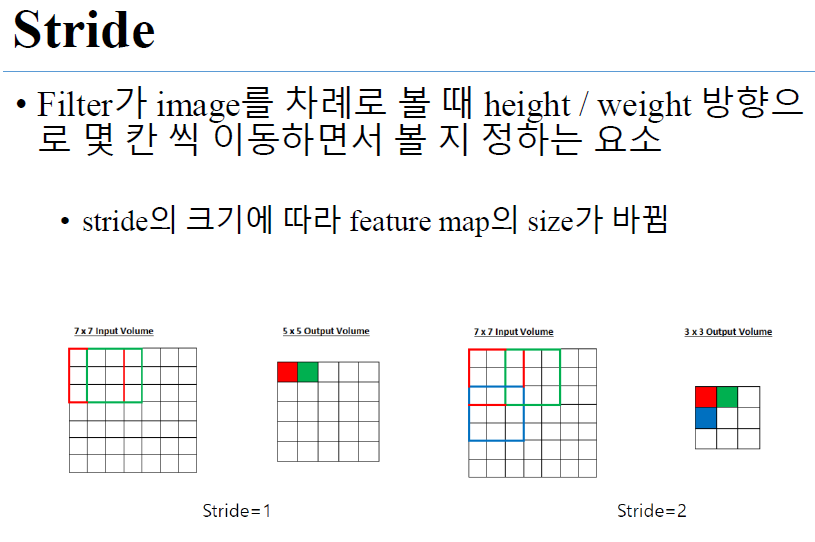 Stride
• Filter가 image를 차례로 볼 때 height / weight 방향으
로 몇 칸 씩 이동하면서 볼 지 정하는 요소
• stride의 크기에 따라 feature map의 size가 바뀜
7 x 7 Input Volume
5 x 5 Output Volume
7 x 7 Input Volume
3 x 3 Output Volume
Stride=1
Stride=2